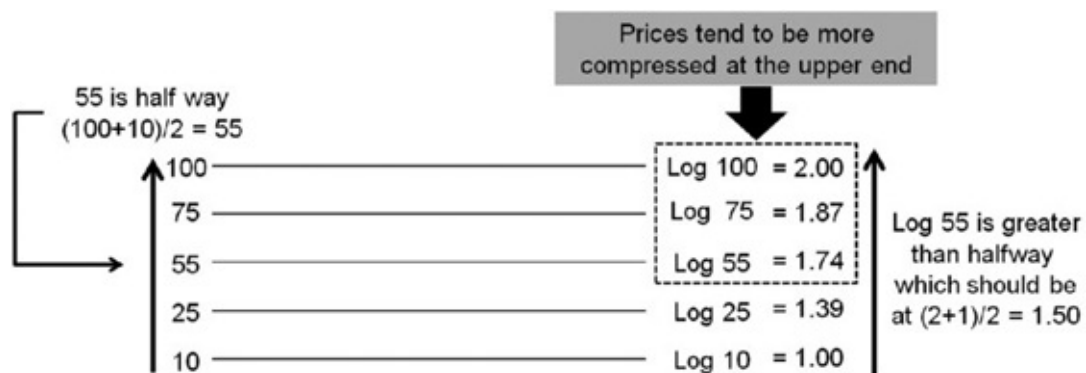 Prices tend to be more
compressed at the upper end
55 is half way
(100+10)/2 = 55
100
Log 100 = 2.00
75
Log 75 = 1.87
55
Log 55 = 1.74
25
Log 25 = 1.39
10
Log 10 = 1.00
Log 55 is greater
than halfway
which should be
at (2+1)/2 = 1.50